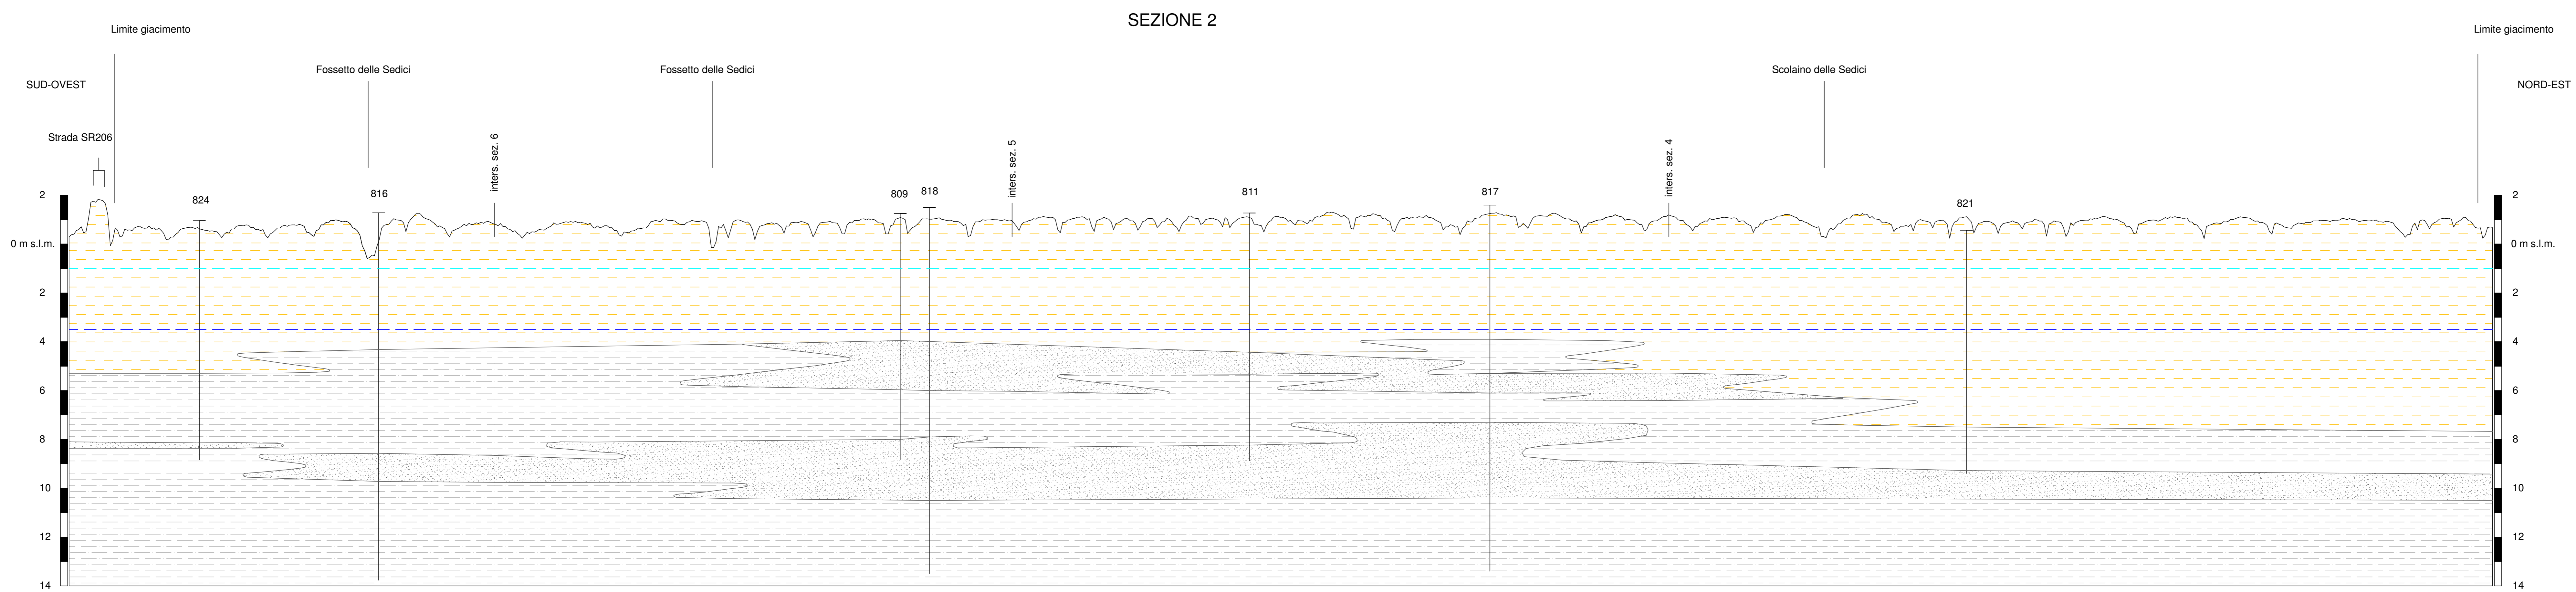 SEZIONE 2
Limite giacimento
Limite giacimento
Fossetto delle Sedici
Fossetto delle Sedici
Scolaino delle Sedici
SUD-OVEST
NORD-EST
Strada SR206
inters. sez. 6
inters. sez. 5
inters. sez. 4
824
816
809
818
811
817
821
2
0 m s.l.m.
2
4
6
8
10
12
14
2
0 m s.l.m.
2
4
6
8
10
12
14